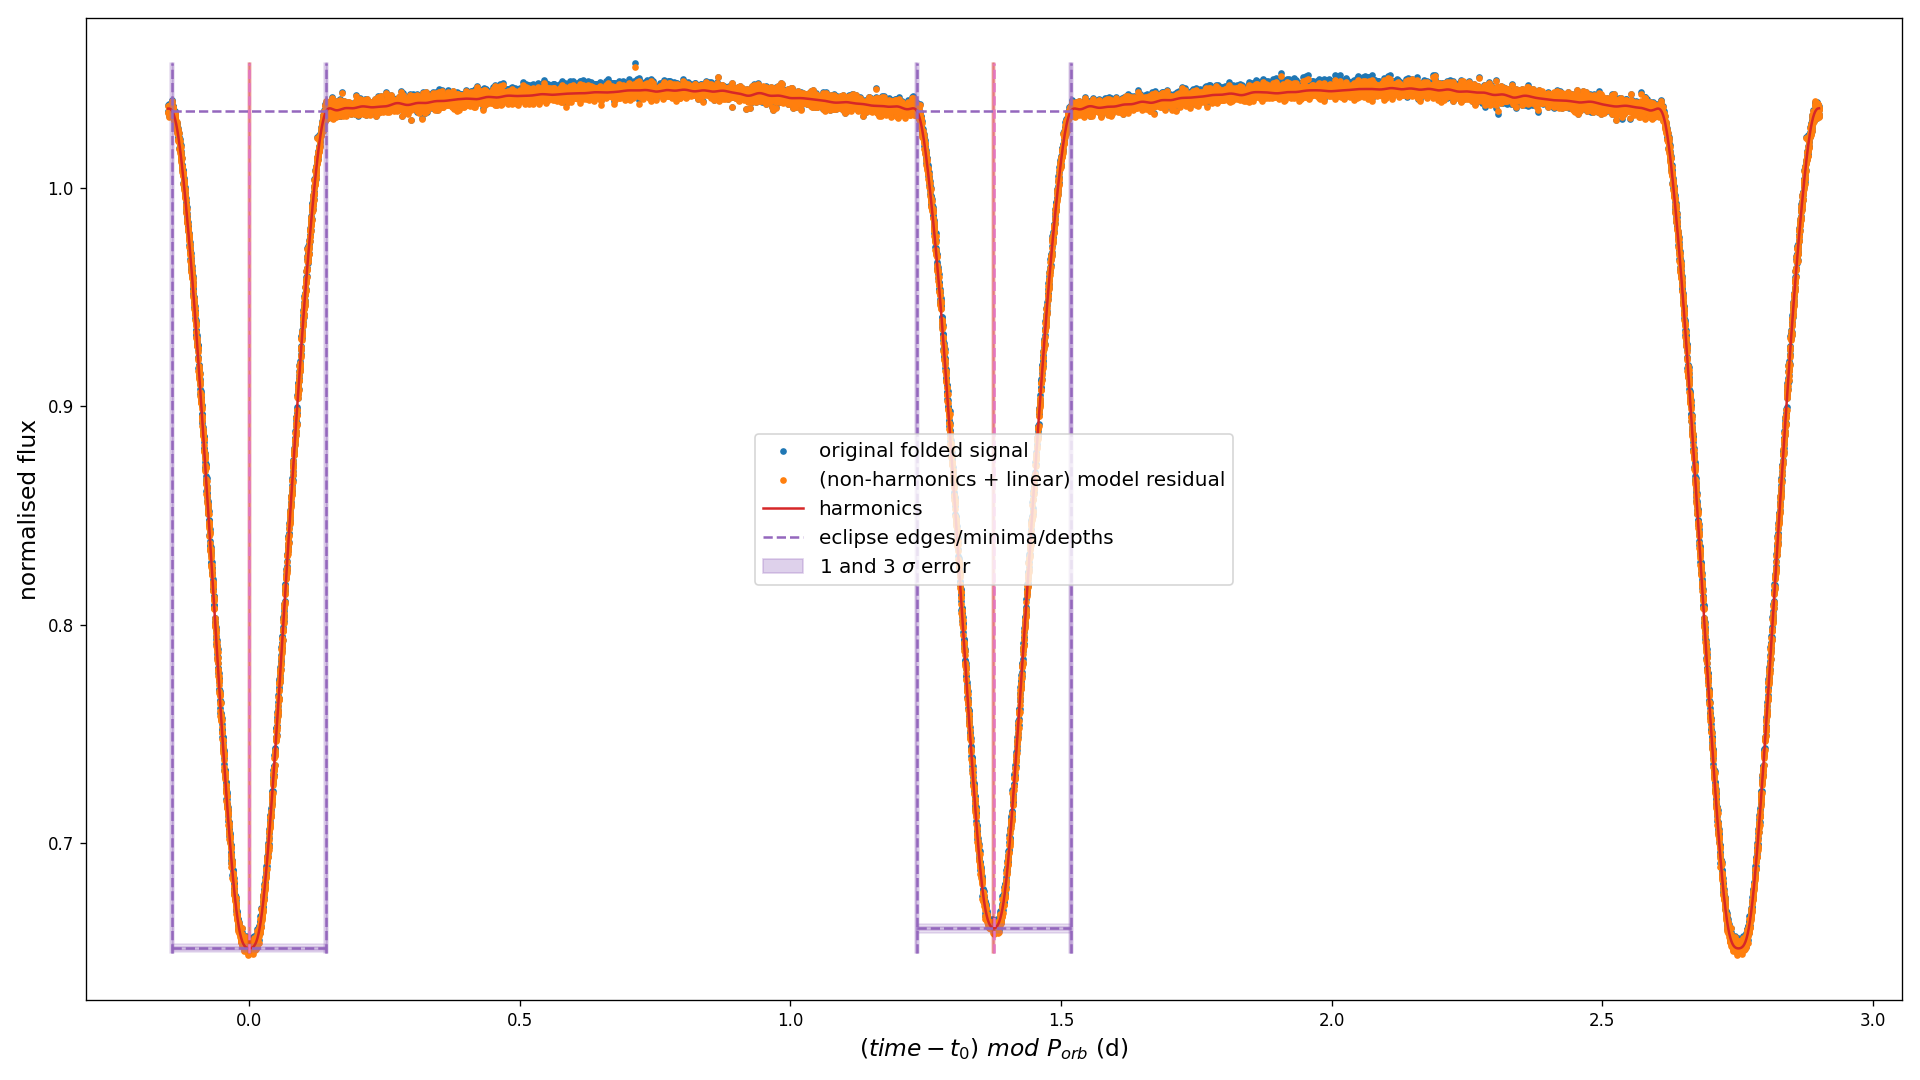 normalised flux
1.0
0.9
0.8
0.7
original folded signal
(non-harmonics + linear) model residual
harmonics
eclipse edges/minima/depths
1 and 3 σ error
0.0 0.5 1.0 1.5 2.0 2.5 3.0
(time − t₀) mod Pₒᵣb (d)